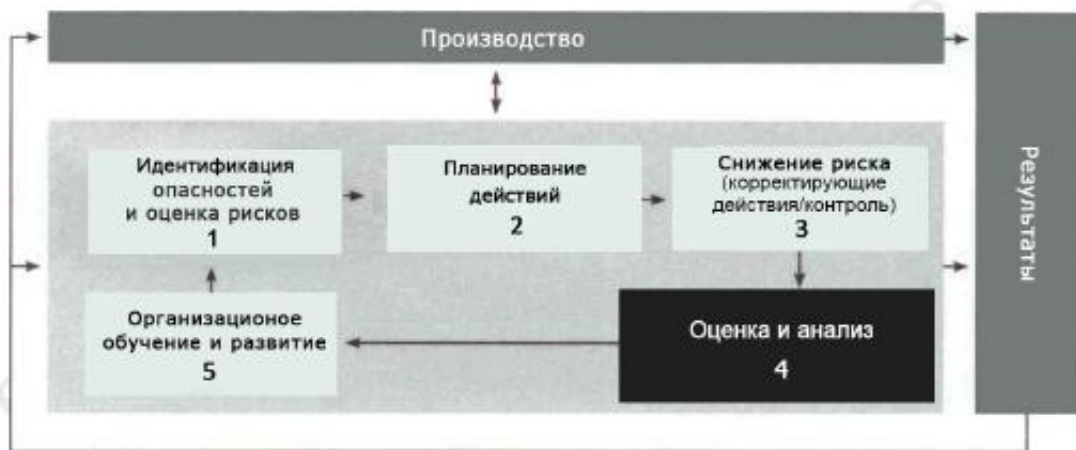 Производство
Идентификация
опасностей
и оценка рисков
1
Планирование
действий
2
Снижение риска
(корректирующие
действия/контроль)
3
Организационое
обучение и развитие
5
Оценка и анализ
4
Результаты